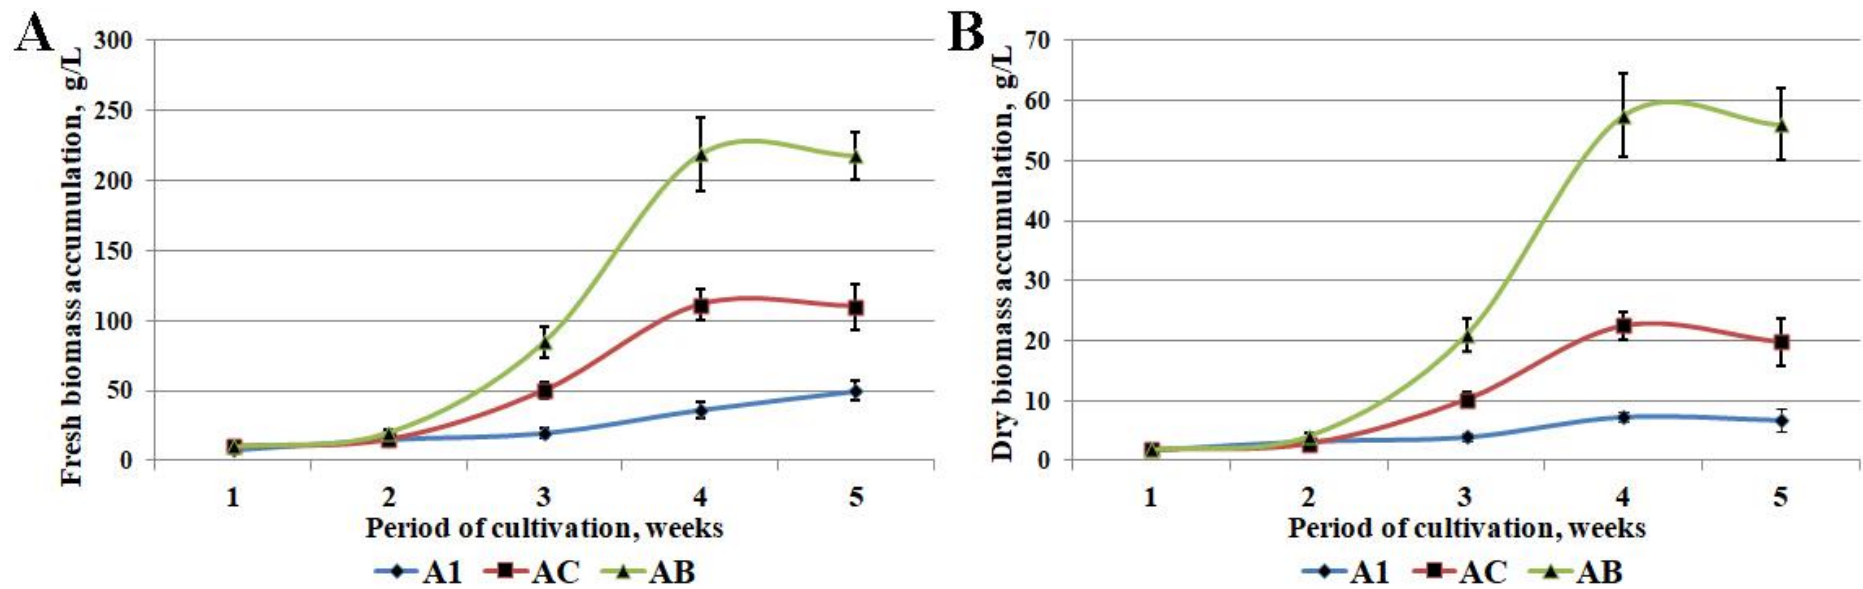 A
Fresh biomass accumulation, g/L
300
250
200
150
100
50
0
1 2 3 4 5
Period of cultivation, weeks
A1 AC AB
B
Dry biomass accumulation, g/L
70
60
50
40
30
20
10
0
1 2 3 4 5
Period of cultivation, weeks
A1 AC AB